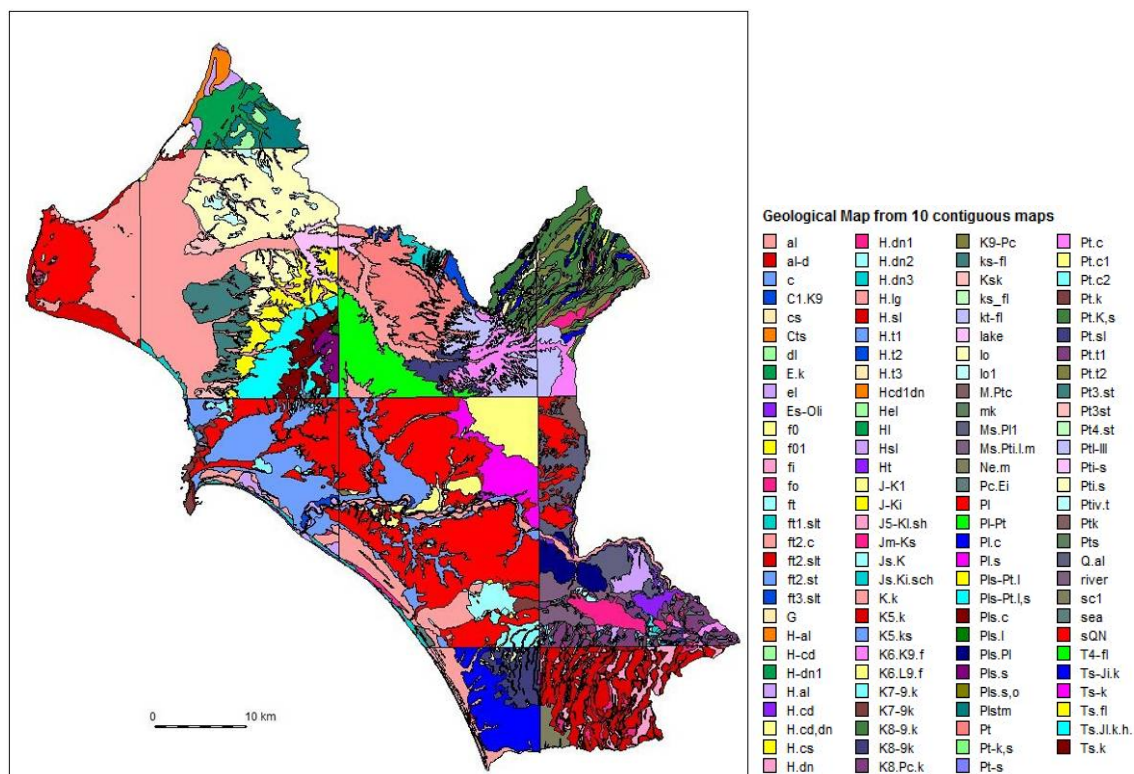 Geological Map from 10 contiguous maps
al
al-d
c
C1.K9
cs
Cts
dl
E.k
el
Es-Oli
f0
f01
fi
fo
ft
ft1.slt
ft2.c
ft2.slt
ft2.st
ft3.slt
G
H-al
H-cd
H-dn1
H.al
H.cd
H.cd,dn
H.cs
H.dn
H.dn1
H.dn2
H.dn3
H.lg
H.sl
H.t1
H.t2
H.t3
Hcd1dn
Hel
Hl
Hsl
Ht
J-K1
J-Ki
J5-KI.sh
Jm-Ks
Js.K
Js.Ki.sch
K.k
K5.k
K5.ks
K6.K9.f
K6.L9.f
K7-9.k
K7-9k
K8-9.k
K8-9k
K8.Pc.k
K9-Pc
ks-fl
Ksk
ks_fl
kt-fl
lake
lo
lo1
M.Ptc
mk
Ms.Pl1
Ms.Pti.l.m
Ne.m
Pc.Ei
Pl
Pl-Pt
Pl.c
Pl.s
Pls-Pt.l
Pls-Pt.l,s
Pls.c
Pls.l
Pls.Pl
Pls.s
Pls.s,o
Plstm
Pt
Pt-k,s
Pt-s
Pt.c
Pt.c1
Pt.c2
Pt.k
Pt.K,s
Pt.sl
Pt.t1
Pt.t2
Pt3.st
Pt3st
Pt4.st
PtI-III
Pti-s
Pti.s
Ptiv.t
Ptk
Pts
Q.al
river
sc1
sea
sQN
T4-fl
Ts-Ji.k
Ts-k
Ts.fl
Ts.Jl.k.h.
Ts.k
0 10 km